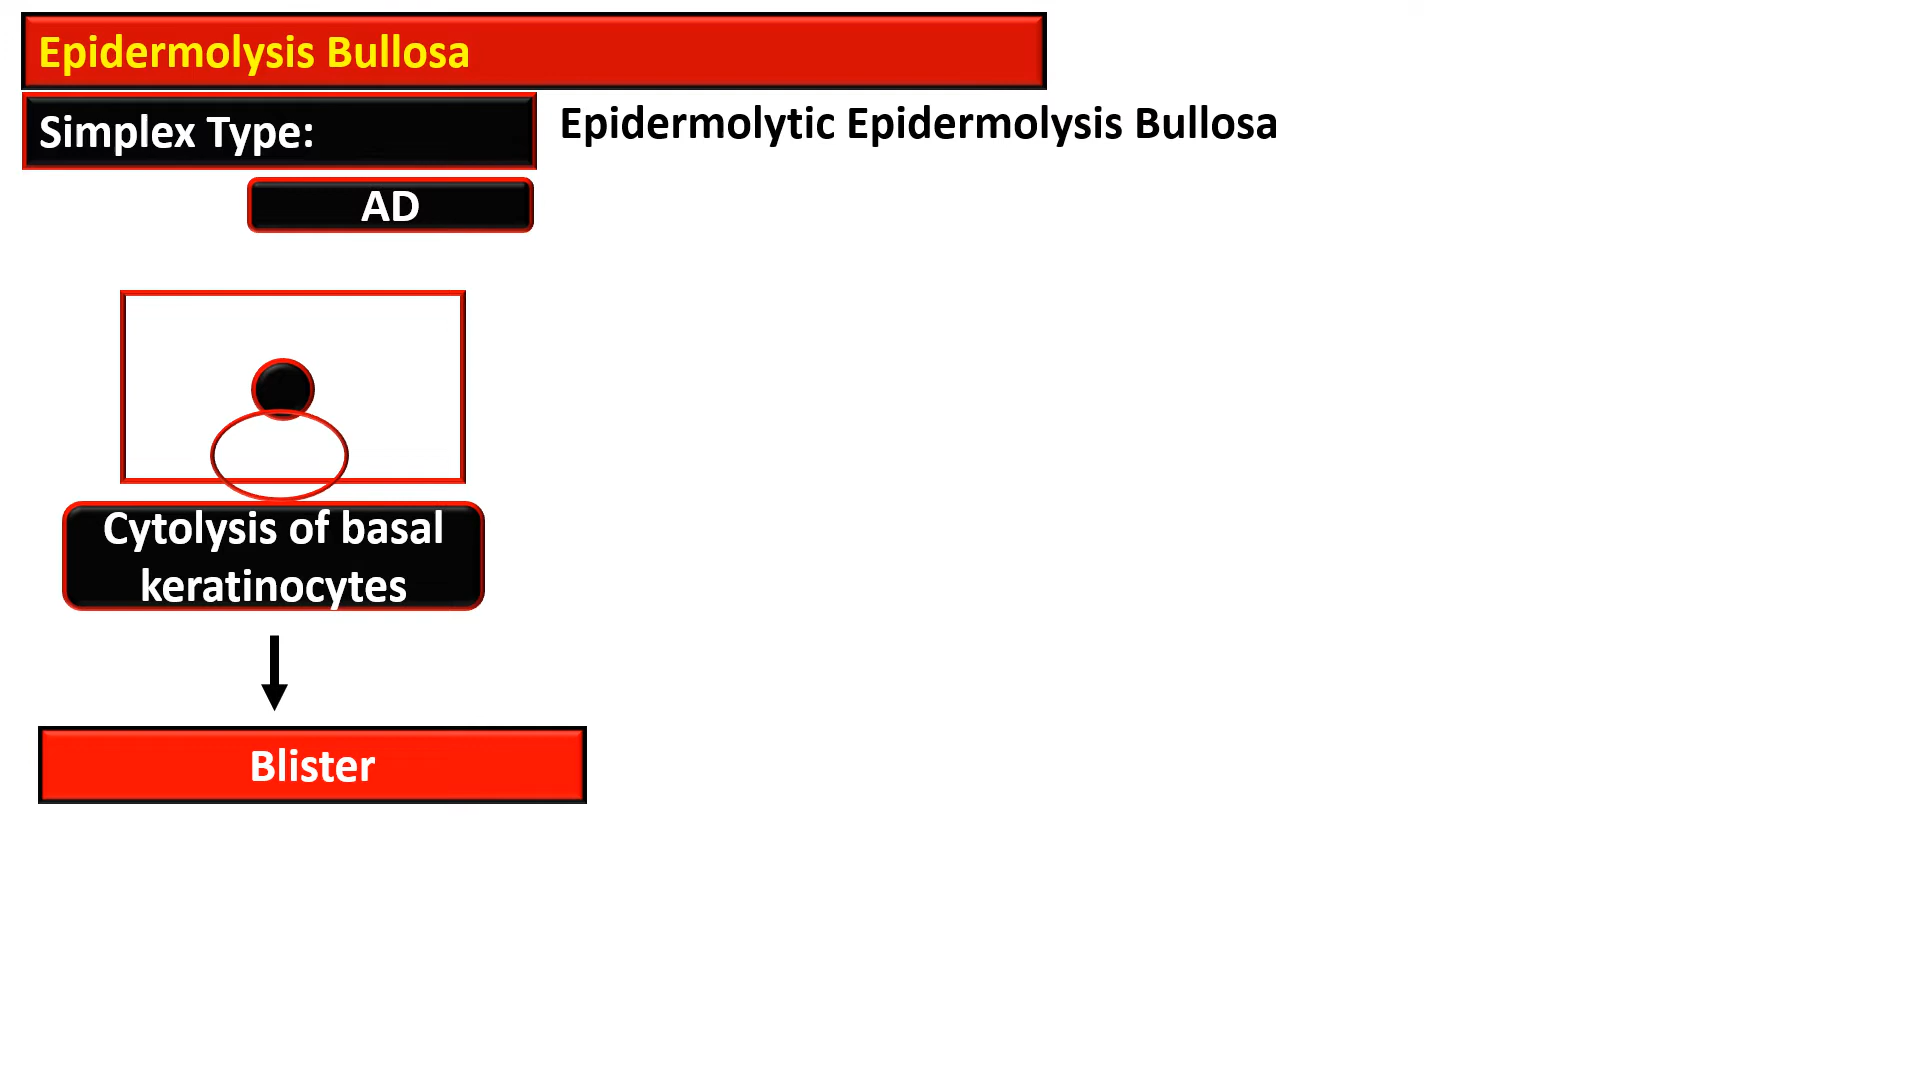 Epidermolysis Bullosa
Simplex Type:
Epidermolytic Epidermolysis Bullosa
AD
Cytolysis of basal
keratinocytes
Blister